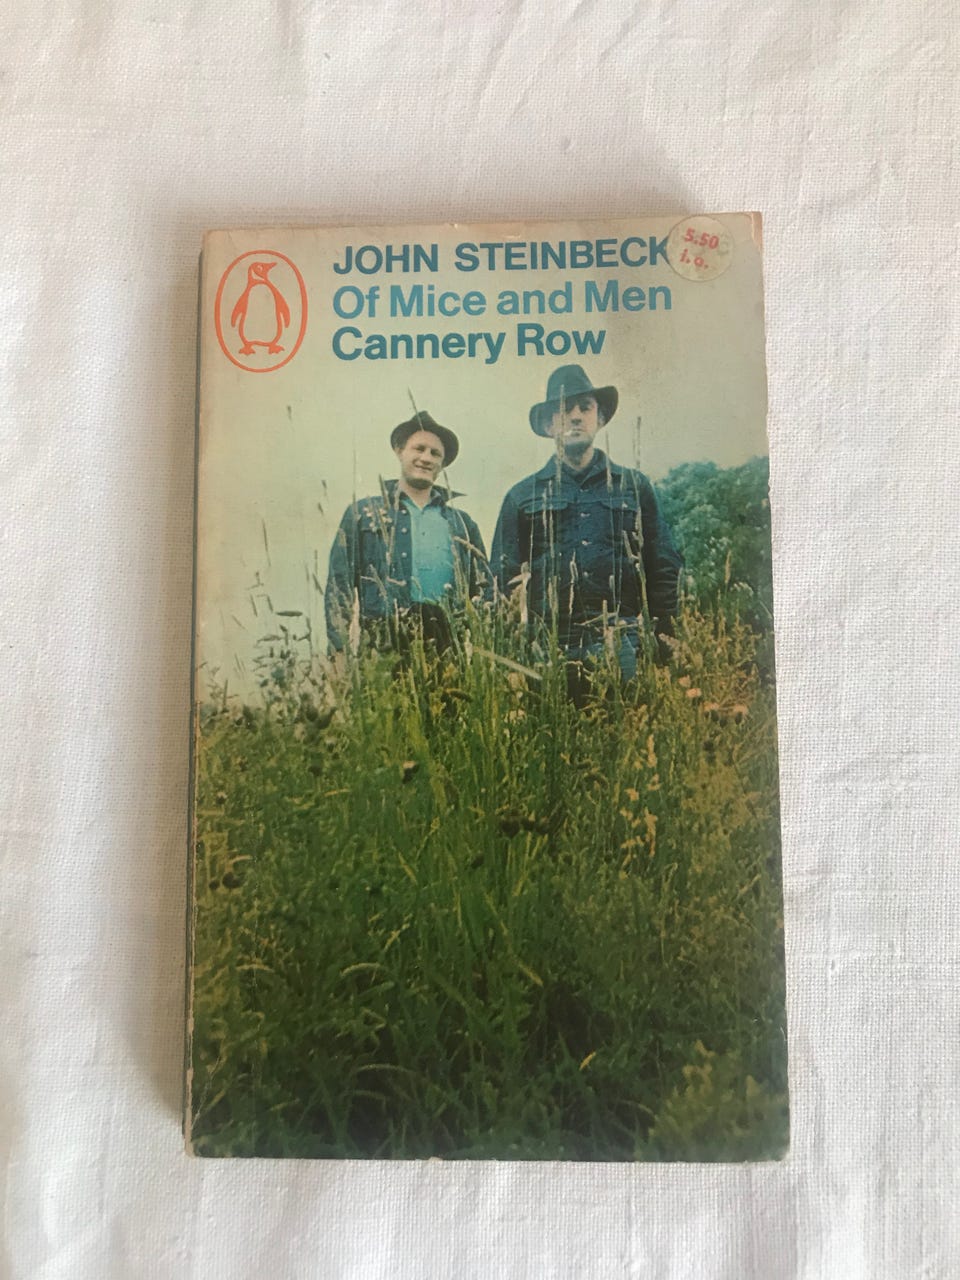 JOHN STEINBECK
Of Mice and Men
Cannery Row
5.50
i.a.